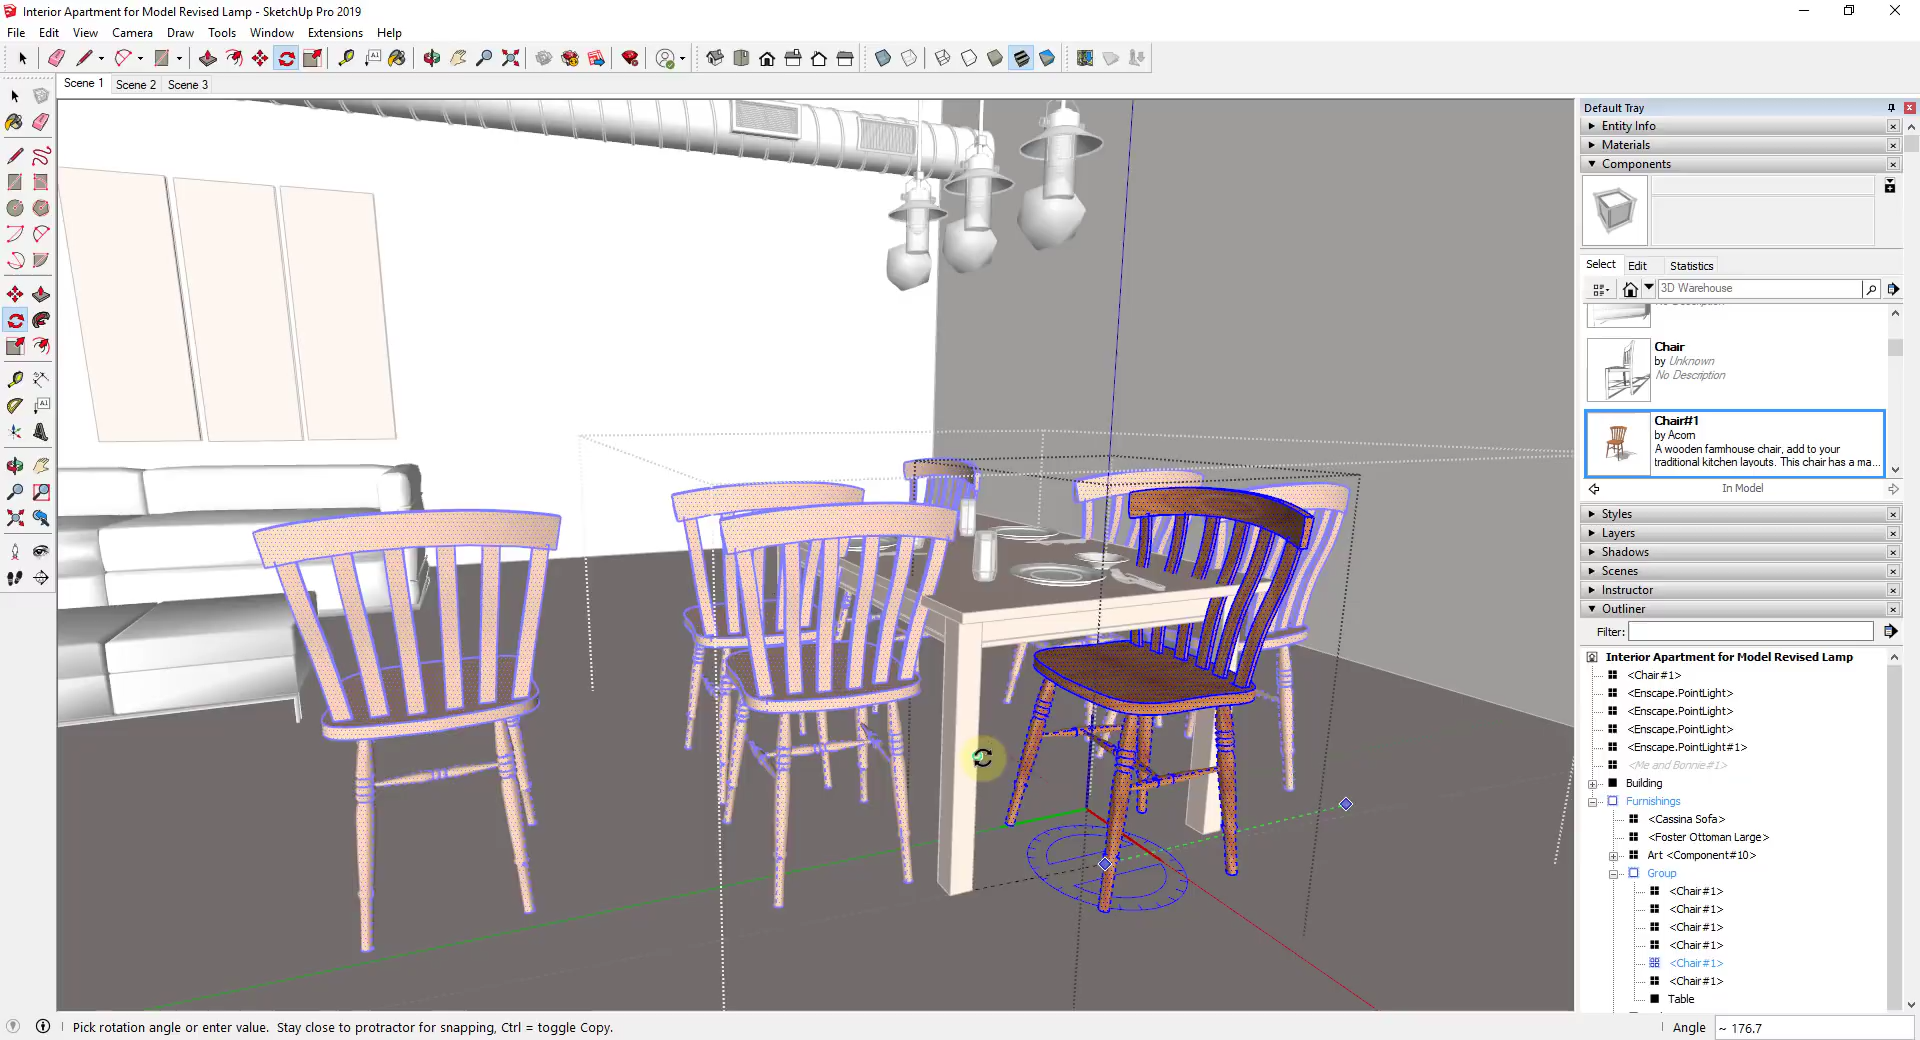 Interior Apartment for Model Revised Lamp - SketchUp Pro 2019
File Edit View Camera Draw Tools Window Extensions Help
Scene 1 Scene 2 Scene 3
Default Tray
Entity Info
Materials
Components
Select Edit Statistics
3D Warehouse
No Description
Chair
by Unknown
No Description
Chair#1
by Acorn
A wooden farmhouse chair, add to your
traditional kitchen layouts. This chair has a ma...
In Model
Styles
Layers
Shadows
Scenes
Instructor
Outliner
Filter:
Interior Apartment for Model Revised Lamp
<Chair#1>
<Enscape.PointLight>
<Enscape.PointLight>
<Enscape.PointLight>
<Enscape.PointLight#1>
<Me and Bonnie#1>
Building
Furnishings
<Cassina Sofa>
<Foster Ottoman Large>
Art <Component#10>
Group
<Chair#1>
<Chair#1>
<Chair#1>
<Chair#1>
<Chair#1>
<Chair#1>
Table
Pick rotation angle or enter value. Stay close to protractor for snapping, Ctrl = toggle Copy.
Angle ~ 176.7